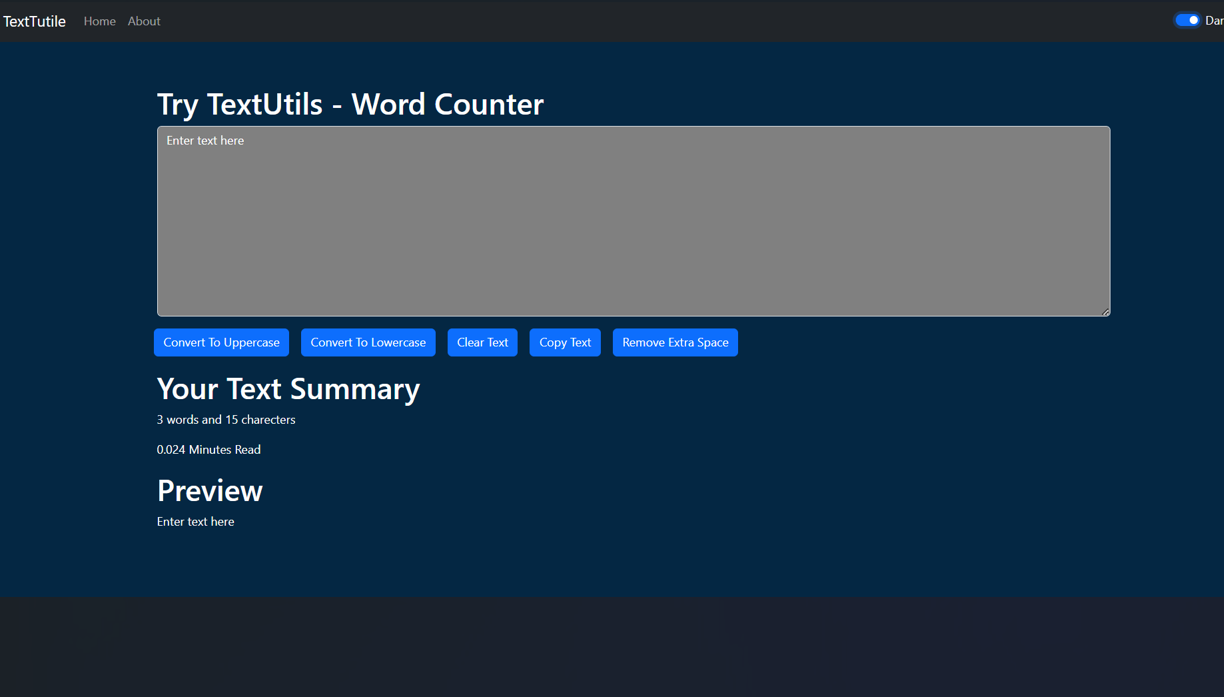 TextTutile Home About Dar
Try TextUtils - Word Counter
Enter text here
Convert To Uppercase Convert To Lowercase Clear Text Copy Text Remove Extra Space
Your Text Summary
3 words and 15 charecters
0.024 Minutes Read
Preview
Enter text here